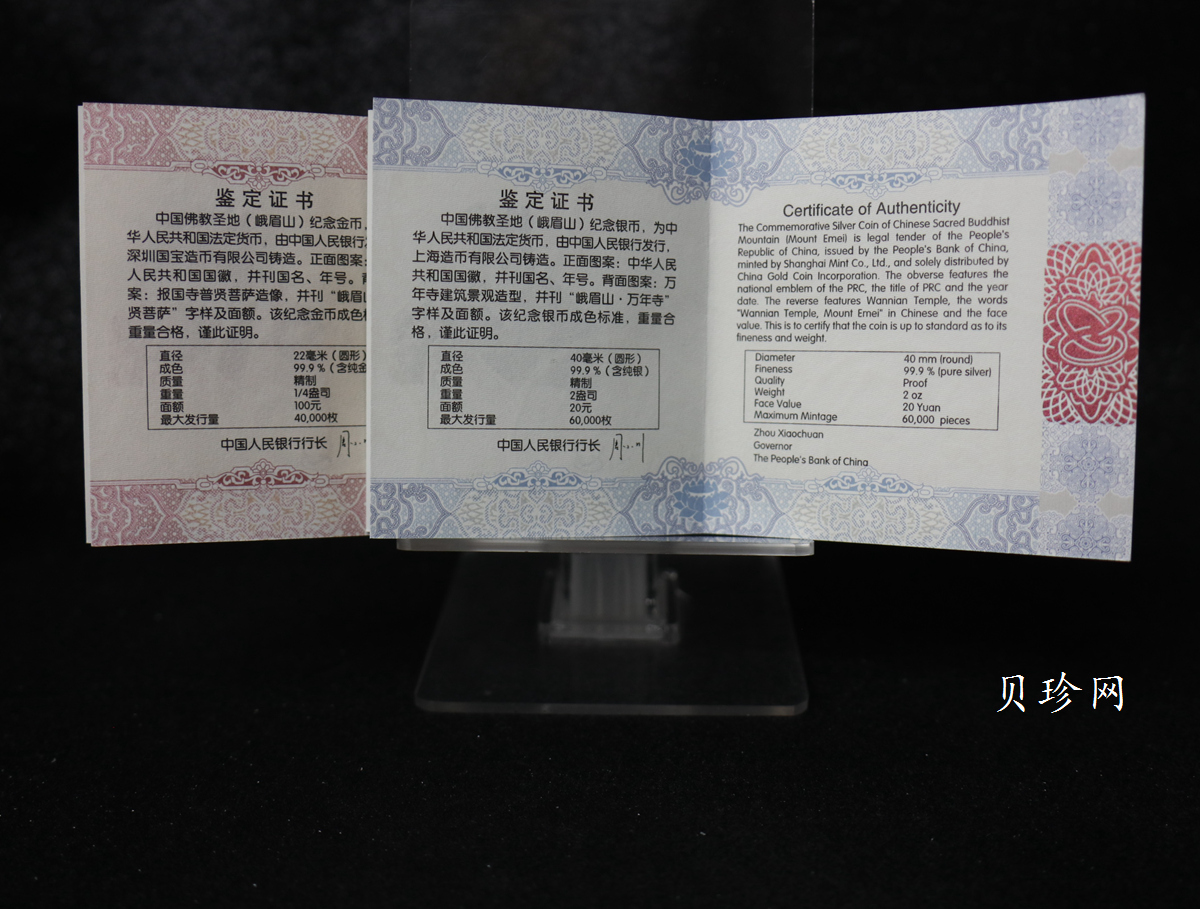 鉴定证书
中国佛教圣地（峨眉山）纪念金币，
华人民共和国法定货币，由中国人民银行
深圳国宝造币有限公司铸造。正面图案：
人民共和国国徽，并刊国名、年号。背
案：报国寺普贤菩萨造像，并刊“峨眉山
贤菩萨”字样及面额。该纪念金币成色
重量合格，谨此证明。
直径 22毫米（圆形）
成色 99.9％（含纯金
质量 精制
重量 1/4盎司
面额 100元
最大发行量 40,000枚
中国人民银行行长
鉴定证书
中国佛教圣地（峨眉山）纪念银币，为中
华人民共和国法定货币，由中国人民银行发行，
上海造币有限公司铸造。正面图案：中华人民
共和国国徽，并刊国名、年号。背面图案：万
年寺建筑景观造型，并刊“峨眉山·万年寺”
字样及面额。该纪念银币成色标准，重量合
格，谨此证明。
直径 40毫米（圆形）
成色 99.9％（含纯银）
质量 精制
重量 2盎司
面额 20元
最大发行量 60,000枚
中国人民银行行长
Certificate of Authenticity
The Commemorative Silver Coin of Chinese Sacred Buddhist
Mountain (Mount Emei) is legal tender of the People's
Republic of China, issued by the People's Bank of China,
minted by Shanghai Mint Co., Ltd., and solely distributed by
China Gold Coin Incorporation. The obverse features the
national emblem of the PRC, the title of PRC and the year
date. The reverse features Wannian Temple, the words
"Wannian Temple, Mount Emei" in Chinese and the face
value. This is to certify that the coin is up to standard as to its
fineness and weight.
Diameter 40 mm (round)
Fineness 99.9 % (pure silver)
Quality Proof
Weight 2 oz
Face Value 20 Yuan
Maximum Mintage 60,000 pieces
Zhou Xiaochuan
Governor
The People's Bank of China
贝珍网